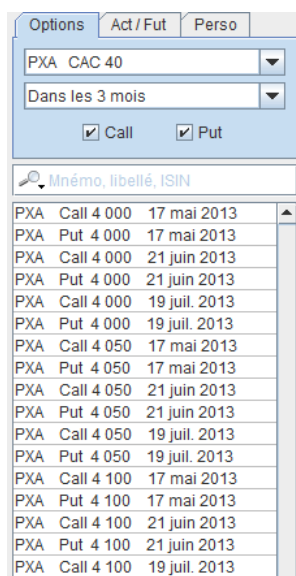 Options Act / Fut Perso
PXA CAC 40
Dans les 3 mois
Call Put
Mnémo, libellé, ISIN
PXA Call 4 000 17 mai 2013
PXA Put 4 000 17 mai 2013
PXA Call 4 000 21 juin 2013
PXA Put 4 000 21 juin 2013
PXA Call 4 000 19 juil. 2013
PXA Put 4 000 19 juil. 2013
PXA Call 4 050 17 mai 2013
PXA Put 4 050 17 mai 2013
PXA Call 4 050 21 juin 2013
PXA Put 4 050 21 juin 2013
PXA Call 4 050 19 juil. 2013
PXA Put 4 050 19 juil. 2013
PXA Call 4 100 17 mai 2013
PXA Put 4 100 17 mai 2013
PXA Call 4 100 21 juin 2013
PXA Put 4 100 21 juin 2013
PXA Call 4 100 19 juil. 2013